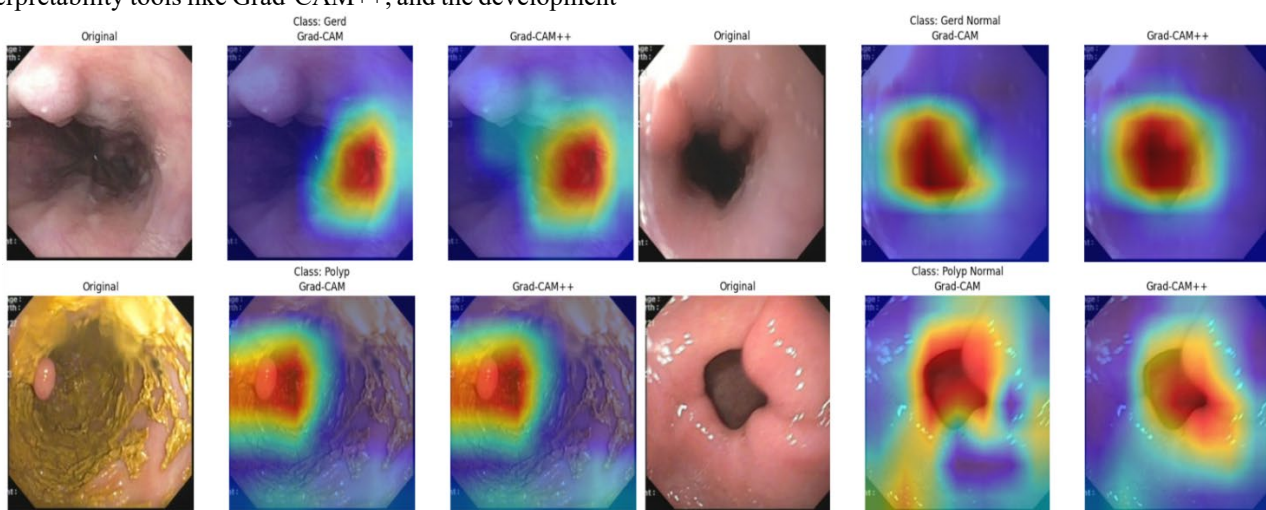 erpretability tools like Grad-CAM++, and the development
Class: Gerd
Class: Gerd Normal
Original
Grad-CAM
Grad-CAM++
Original
Grad-CAM
Grad-CAM++
Class: Polyp
Class: Polyp Normal
Original
Grad-CAM
Grad-CAM++
Original
Grad-CAM
Grad-CAM++